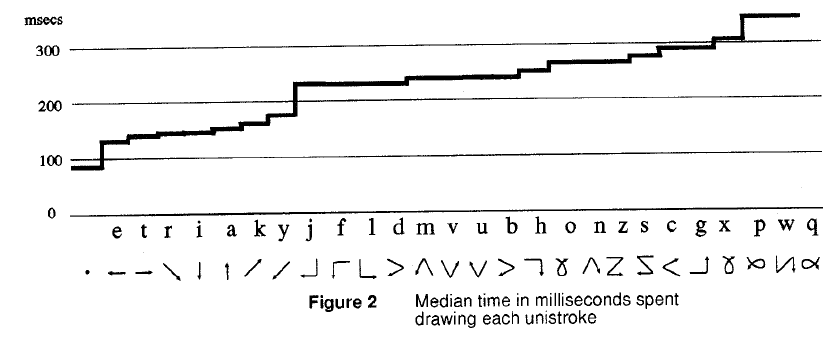 msecs
300
200
100
0
e t r i a k y j f l d m v u b h o n z s c g x p w q
Figure 2 Median time in milliseconds spent
drawing each unistroke